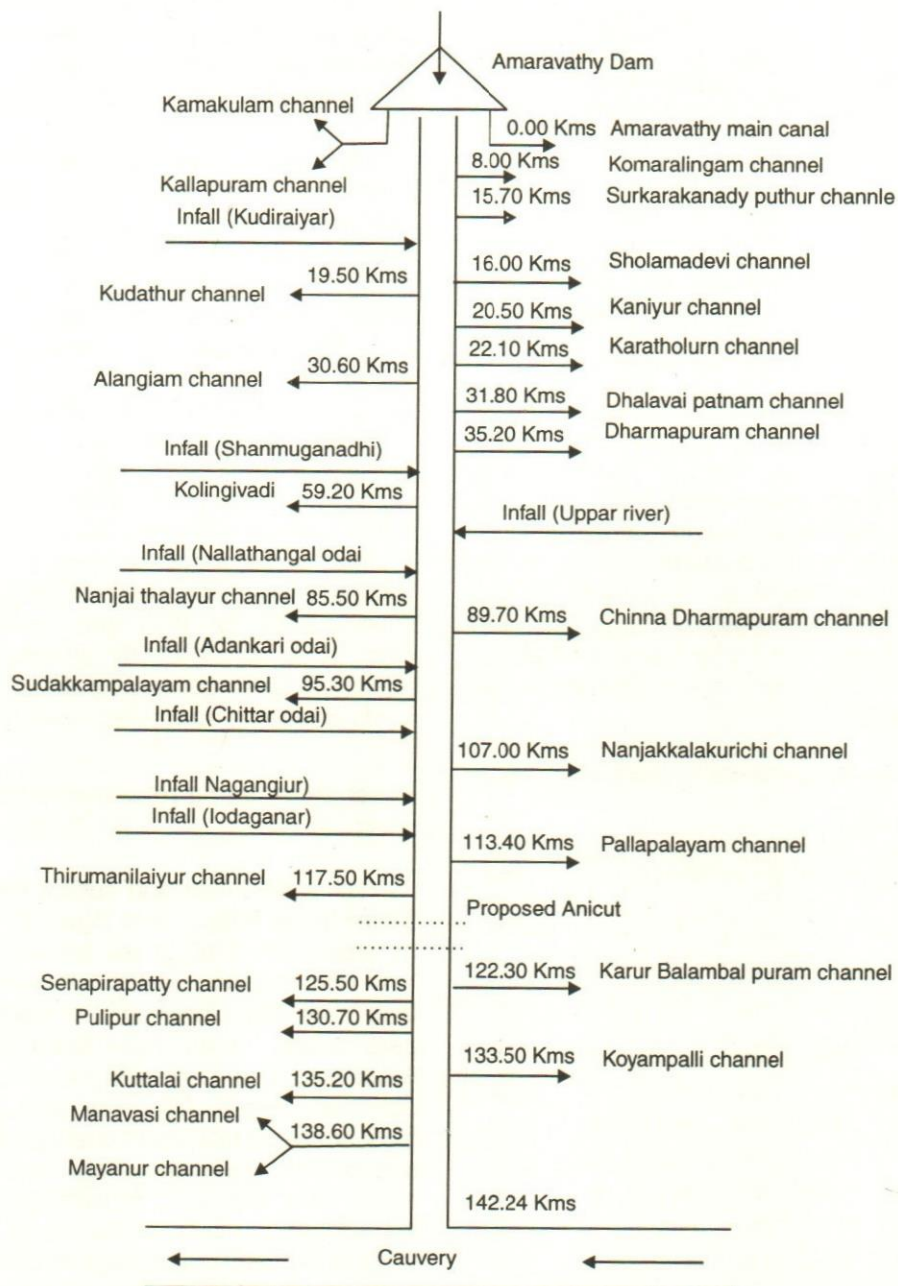 Amaravathy Dam
Kamakulam channel
0.00 Kms Amaravathy main canal
8.00 Kms Komaralingam channel
Kallapuram channel
15.70 Kms Surkarakanady puthur channle
Infall (Kudiraiyar)
16.00 Kms Sholamadevi channel
Kudathur channel 19.50 Kms
20.50 Kms Kaniyur channel
22.10 Kms Karatholurn channel
Alangiam channel 30.60 Kms
31.80 Kms Dhalavai patnam channel
35.20 Kms Dharmapuram channel
Infall (Shanmuganadhi)
Kolingivadi 59.20 Kms
Infall (Uppar river)
Infall (Nallathangal odai
Nanjai thalayur channel 85.50 Kms
89.70 Kms Chinna Dharmapuram channel
Infall (Adankari odai)
Sudakkampalayam channel 95.30 Kms
Infall (Chittar odai)
107.00 Kms Nanjakkalakurichi channel
Infall Nagangiur)
Infall (Iodaganar)
113.40 Kms Pallapalayam channel
Thirumanilaiyur channel 117.50 Kms
Proposed Anicut
122.30 Kms Karur Balambal puram channel
Senapirapatty channel 125.50 Kms
Pulipur channel 130.70 Kms
133.50 Kms Koyampalli channel
Kuttalai channel 135.20 Kms
Manavasi channel
138.60 Kms
Mayanur channel
142.24 Kms
Cauvery